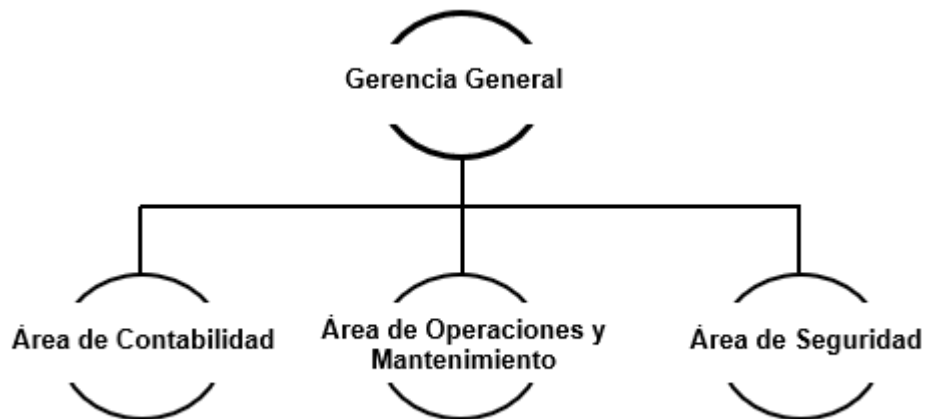 Gerencia General
Área de Contabilidad
Área de Operaciones y
Mantenimiento
Área de Seguridad